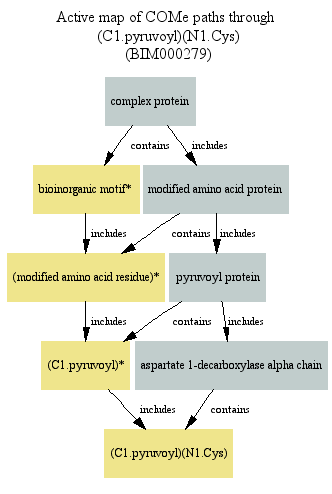 Active map of COMe paths through
(C1.pyruvoyl)(N1.Cys)
(BIM000279)
complex protein
contains includes
bioinorganic motif* modified amino acid protein
includes contains includes
(modified amino acid residue)* pyruvoyl protein
includes contains includes
(C1.pyruvoyl)* aspartate 1-decarboxylase alpha chain
includes contains
(C1.pyruvoyl)(N1.Cys)